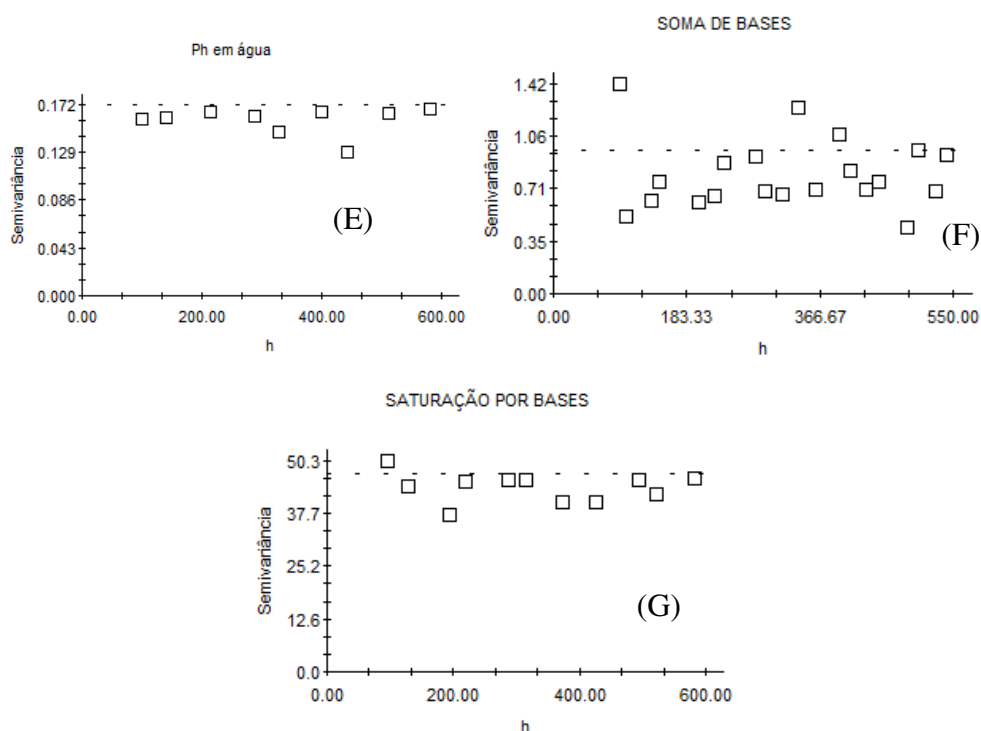 Ph em água
0.172
0.129
0.086
0.043
0.000
Semivariância
0.00 200.00 400.00 600.00
h
(E)
SOMA DE BASES
1.42
1.06
0.71
0.35
0.00
Semivariância
0.00 183.33 366.67 550.00
h
(F)
SATURAÇÃO POR BASES
50.3
37.7
25.2
12.6
0.0
Semivariância
0.00 200.00 400.00 600.00
h
(G)